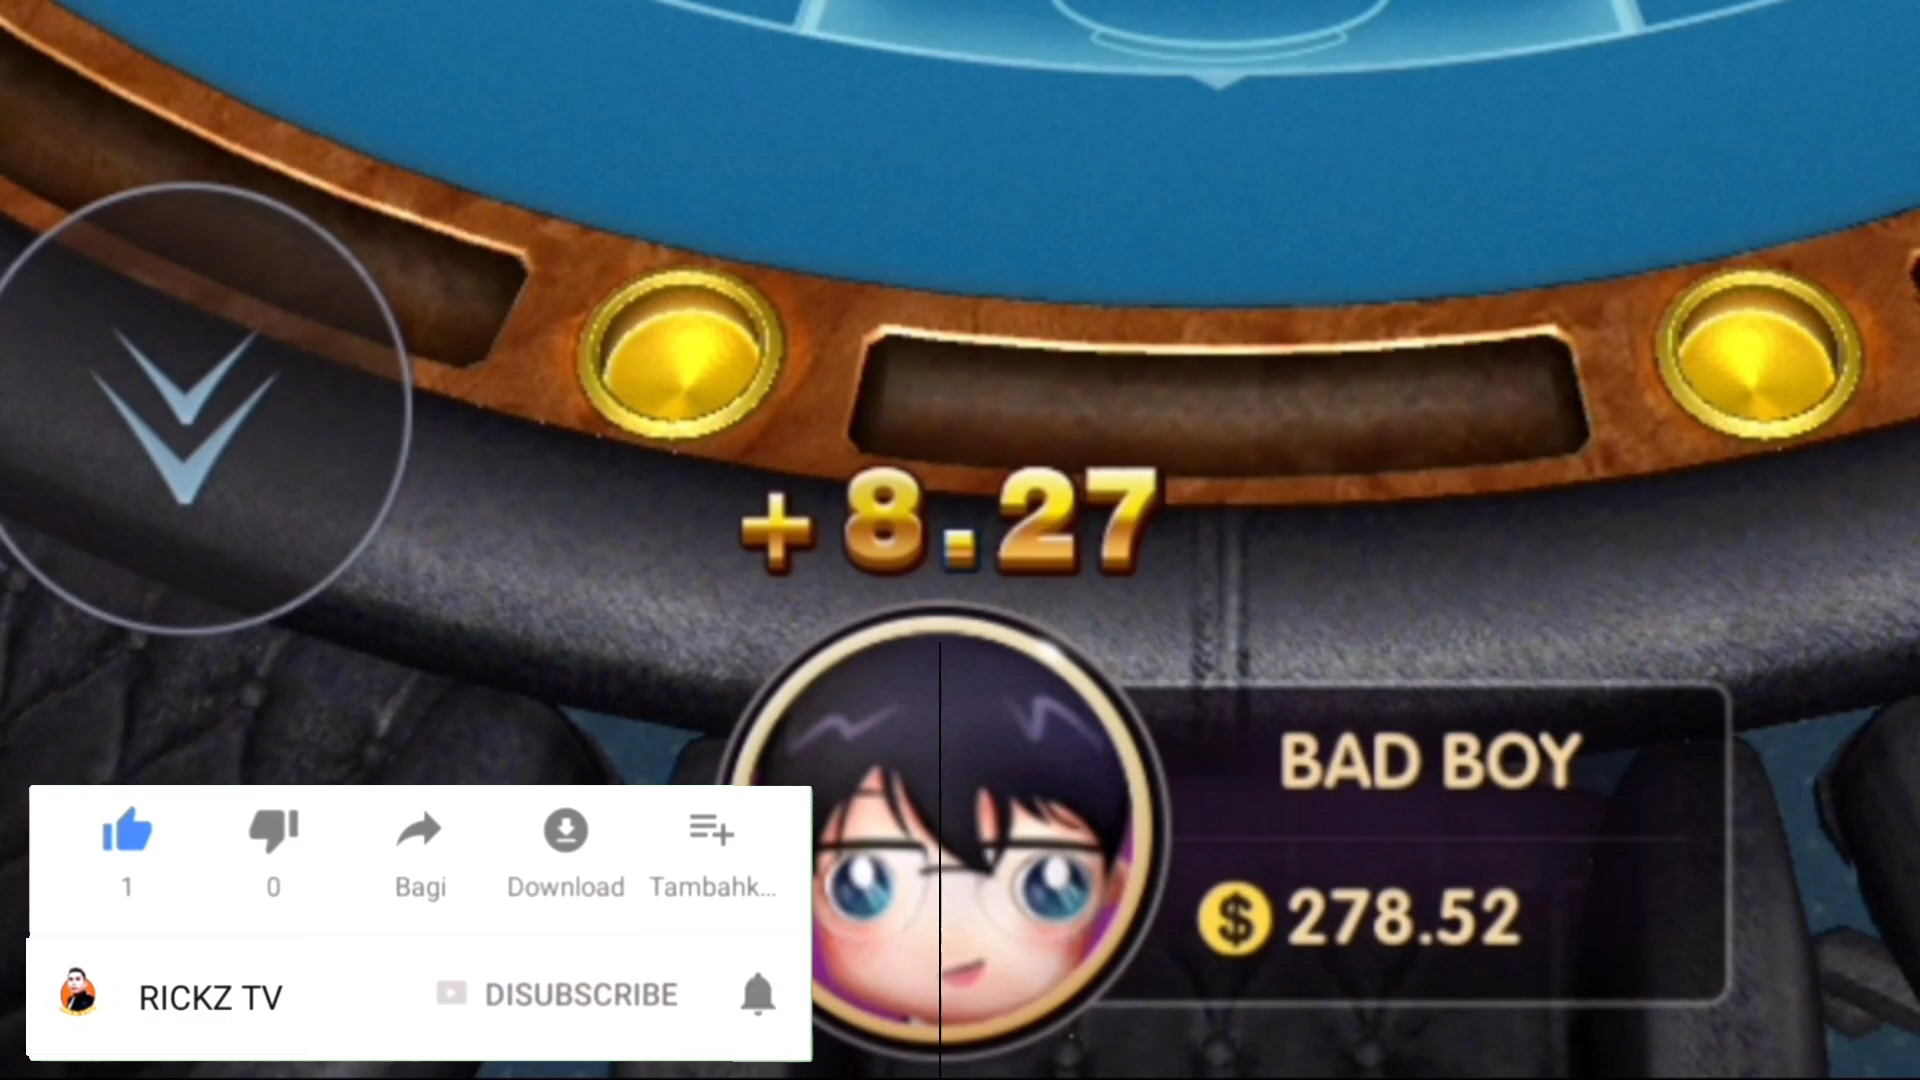 +8.27
BAD BOY
$ 278.52
1
0
Bagi
Download
Tambahk...
RICKZ TV
DISUBSCRIBE